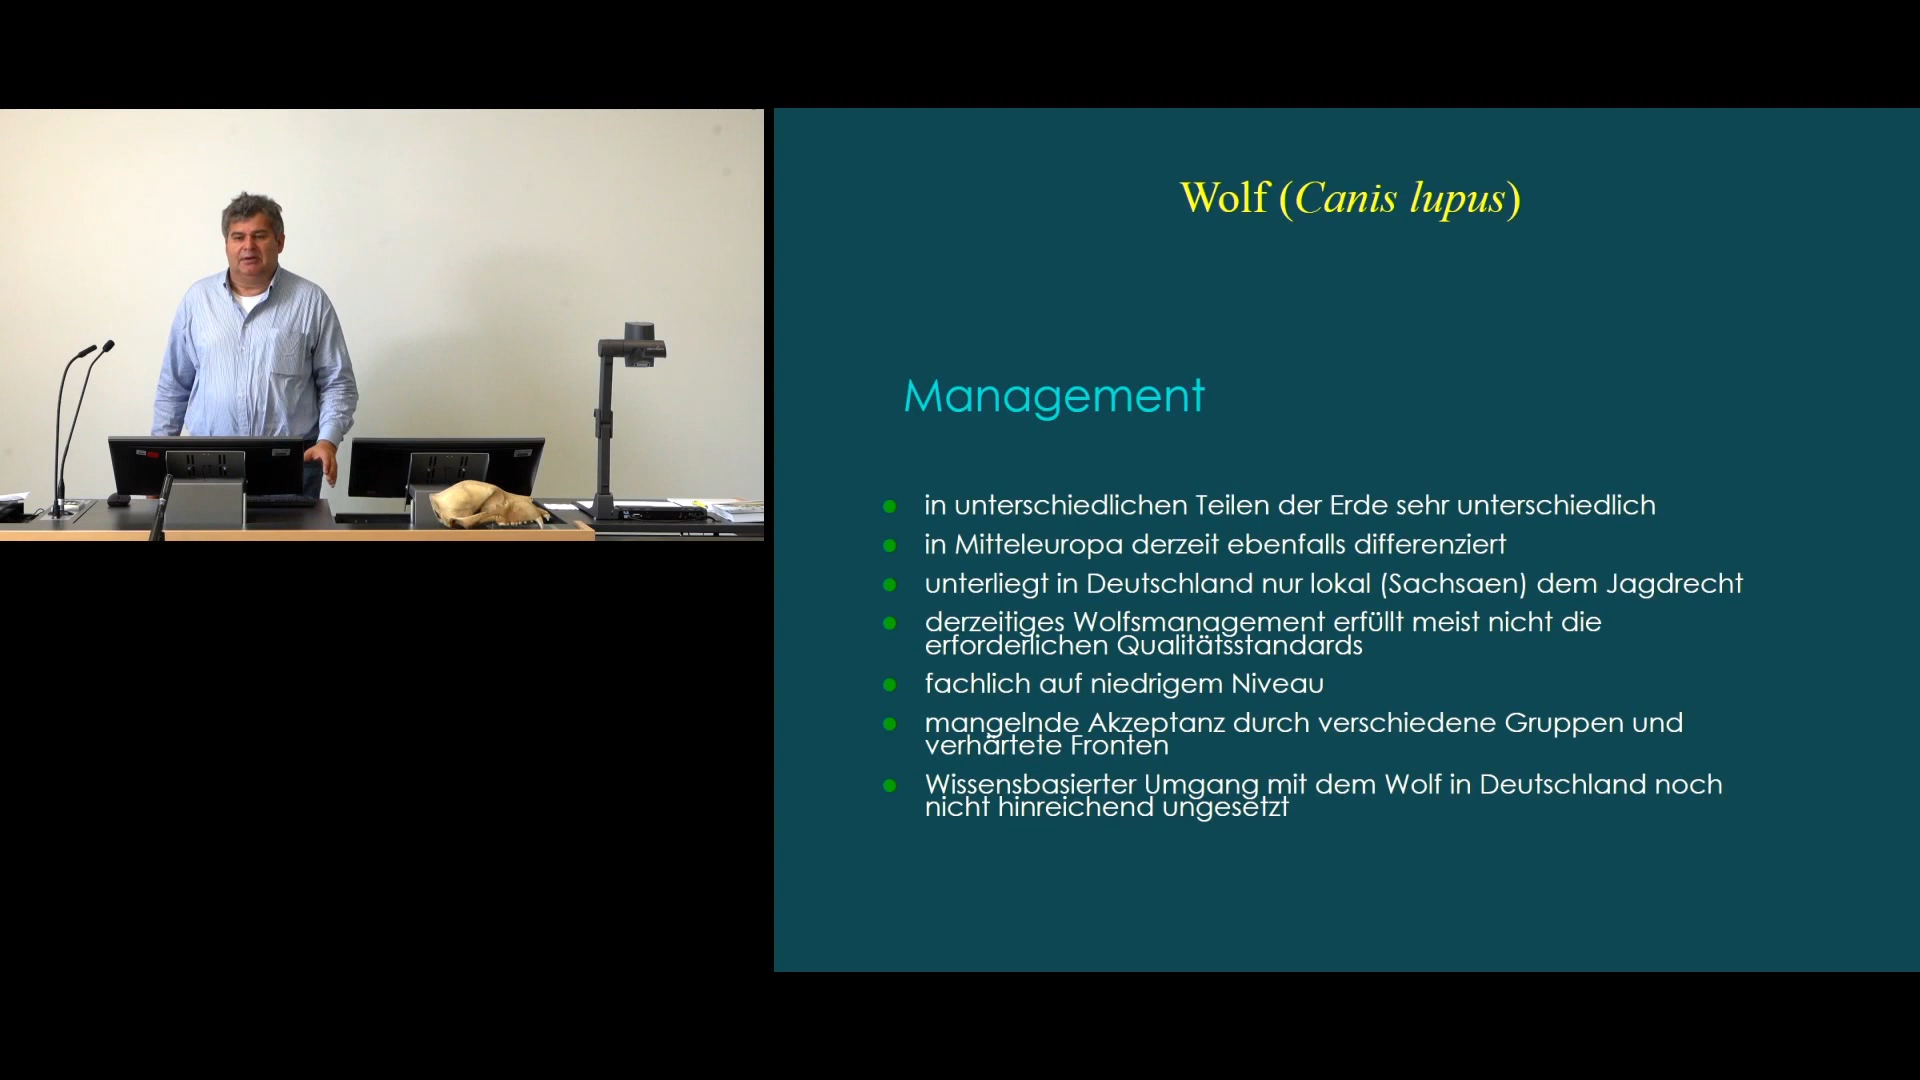 Wolf (Canis lupus)
Management
in unterschiedlichen Teilen der Erde sehr unterschiedlich
in Mitteleuropa derzeit ebenfalls differenziert
unterliegt in Deutschland nur lokal (Sachsaen) dem Jagdrecht
derzeitiges Wolfsmanagement erfüllt meist nicht die
erforderlichen Qualitätsstandards
fachlich auf niedrigem Niveau
mangelnde Akzeptanz durch verschiedene Gruppen und
verhärtete Fronten
Wissensbasierter Umgang mit dem Wolf in Deutschland noch
nicht hinreichend ungesetzt